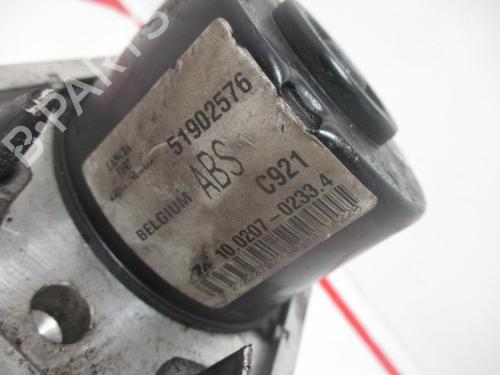 B-PARTS
LANCIA
FIAT
51902576
BELGIUM
ABS
C921
10.0207-0233.4